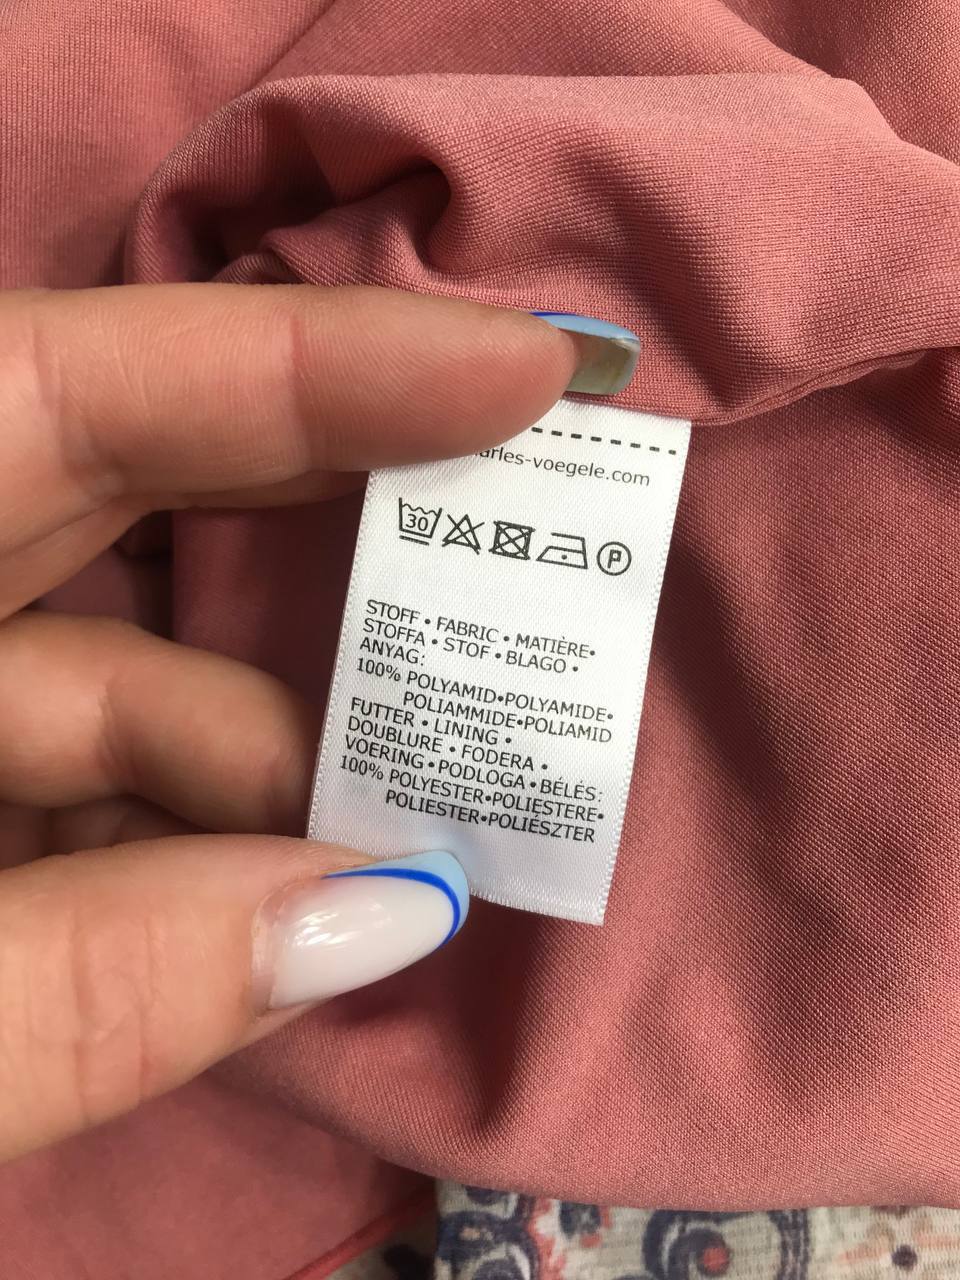 arles-voegele.com
30 P
STOFF • FABRIC • MATIÈRE•
STOFFA • STOF • BLAGO •
ANYAG:
100% POLYAMID•POLYAMIDE•
POLIAMMIDE•POLIAMID
FUTTER • LINING •
DOUBLURE • FODERA •
VOERING • PODLOGA • BÉLÉS:
100% POLYESTER•POLIESTERE•
POLIESTER•POLIÉSZTER